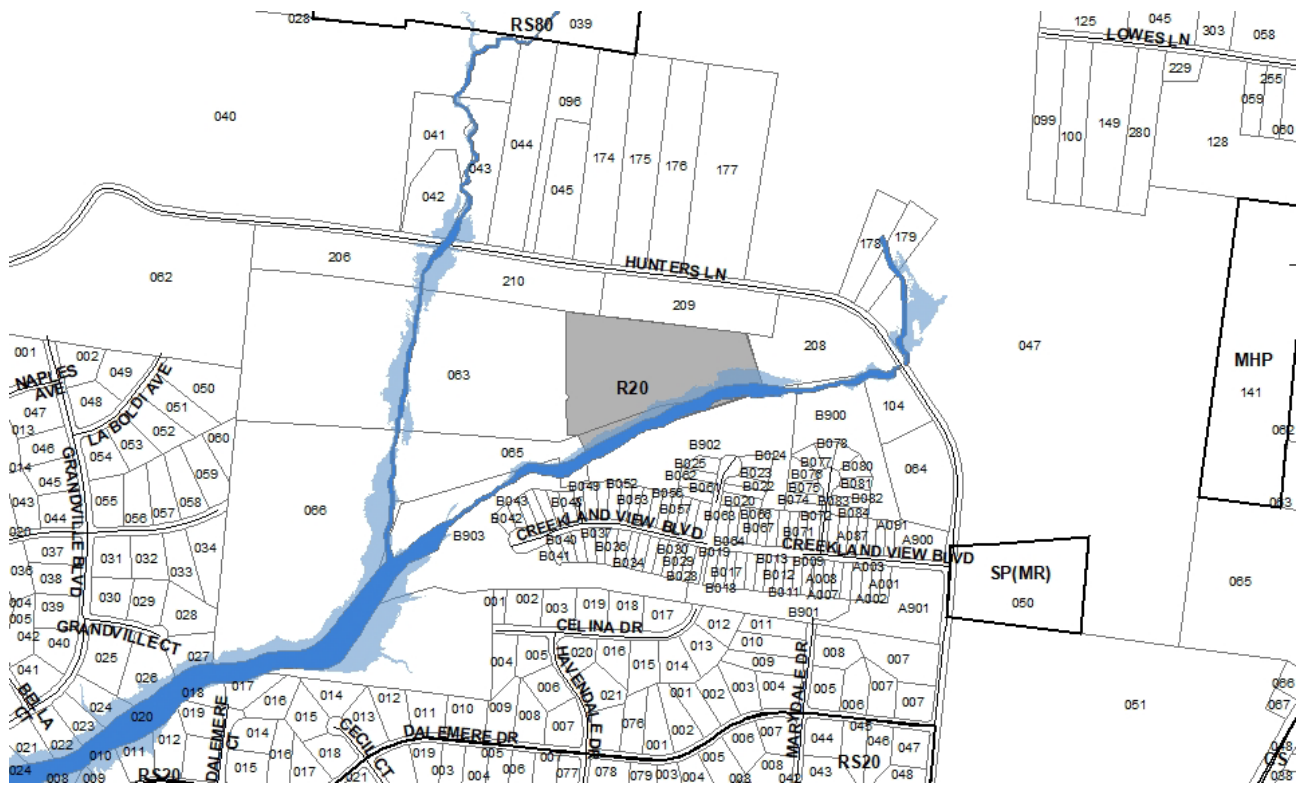 028
RS80
039
125
045
303
058
LOWES LN
229
255
059
060
099
100
149
280
128
040
041
043
044
096
174
175
176
177
042
045
178
179
HUNTERS LN
206
210
209
208
062
063
R20
047
MHP
141
062
063
001
002
049
050
NAPLES AVE
048
LA BOLDI AVE
051
047
013
046
054
053
052
060
014
045
059
043
055
058
044
056
057
020
GRANDVILLE BLVD
034
037
031
032
036
038
033
030
029
004
039
028
005
042
040
GRANDVILLE CT
025
027
041
026
BELLA CT
024
018
017
020
023
019
021
022
010
011
012
024
008
009
RS20
DALEMERE CT
066
065
B903
104
B900
064
B902
B024
B078
B025
B023
B077
B080
B062
B022
B076
B081
B049
B052
B061
B075
B082
B043
B053
B056
B020
B074
B083
B057
B063
B066
B072
B084
B042
B067
B071
A087
A091
A900
B064
CREEKLAND VIEW BLVD
CREEKLAND VIEW BLVD
B040
B037
B041
B036
B034
B030
B029
B028
B019
B017
B018
B013
B012
B011
B009
A008
A007
A003
A001
A002
A901
B901
SP(MR)
050
065
051
066
067
001
002
003
019
018
017
CELINA DR
012
011
010
013
009
004
005
020
016
015
014
HAVENDALE DR
006
021
001
002
003
004
MARYDALE DR
008
007
005
007
006
007
016
014
012
015
013
011
010
009
008
007
076
014
018
016
015
017
CECIL CT
021
DALEMERE DR
019
003
005
004
006
007
077
078
079
001
002
003
004
005
006
007
008
045
044
046
047
043
042
048
RS20
048
CS
038